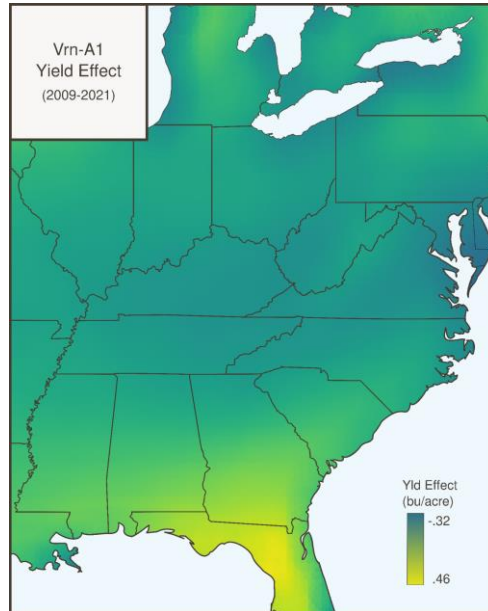 Vrn-A1
Yield Effect
(2009-2021)
Yld Effect
(bu/acre)
-.32
.46